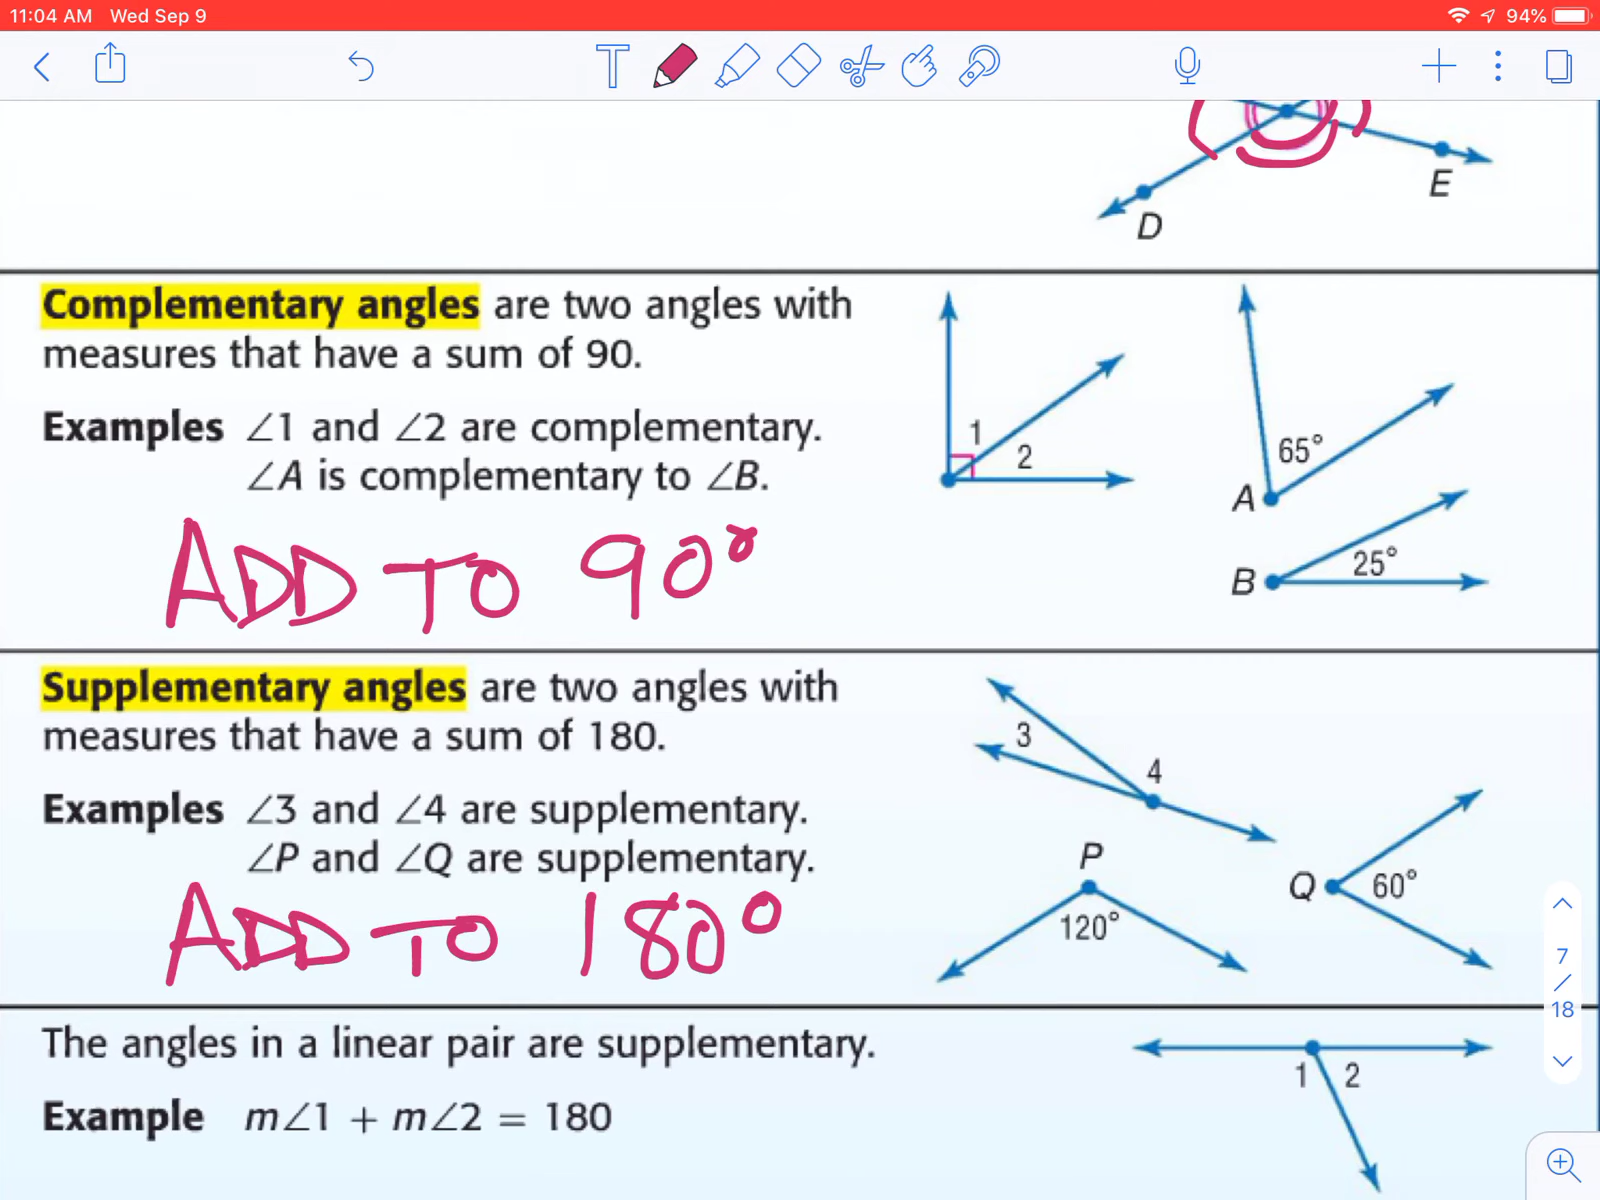 11:04 AM Wed Sep 9 94%
T
E
D
Complementary angles are two angles with
measures that have a sum of 90.
Examples ∠1 and ∠2 are complementary.
∠A is complementary to ∠B.
ADD TO 90°
1
2
65°
A
25°
B
Supplementary angles are two angles with
measures that have a sum of 180.
Examples ∠3 and ∠4 are supplementary.
∠P and ∠Q are supplementary.
ADD TO 180°
3
4
P
120°
Q
60°
7
/
18
The angles in a linear pair are supplementary.
Example m∠1 + m∠2 = 180
1 2